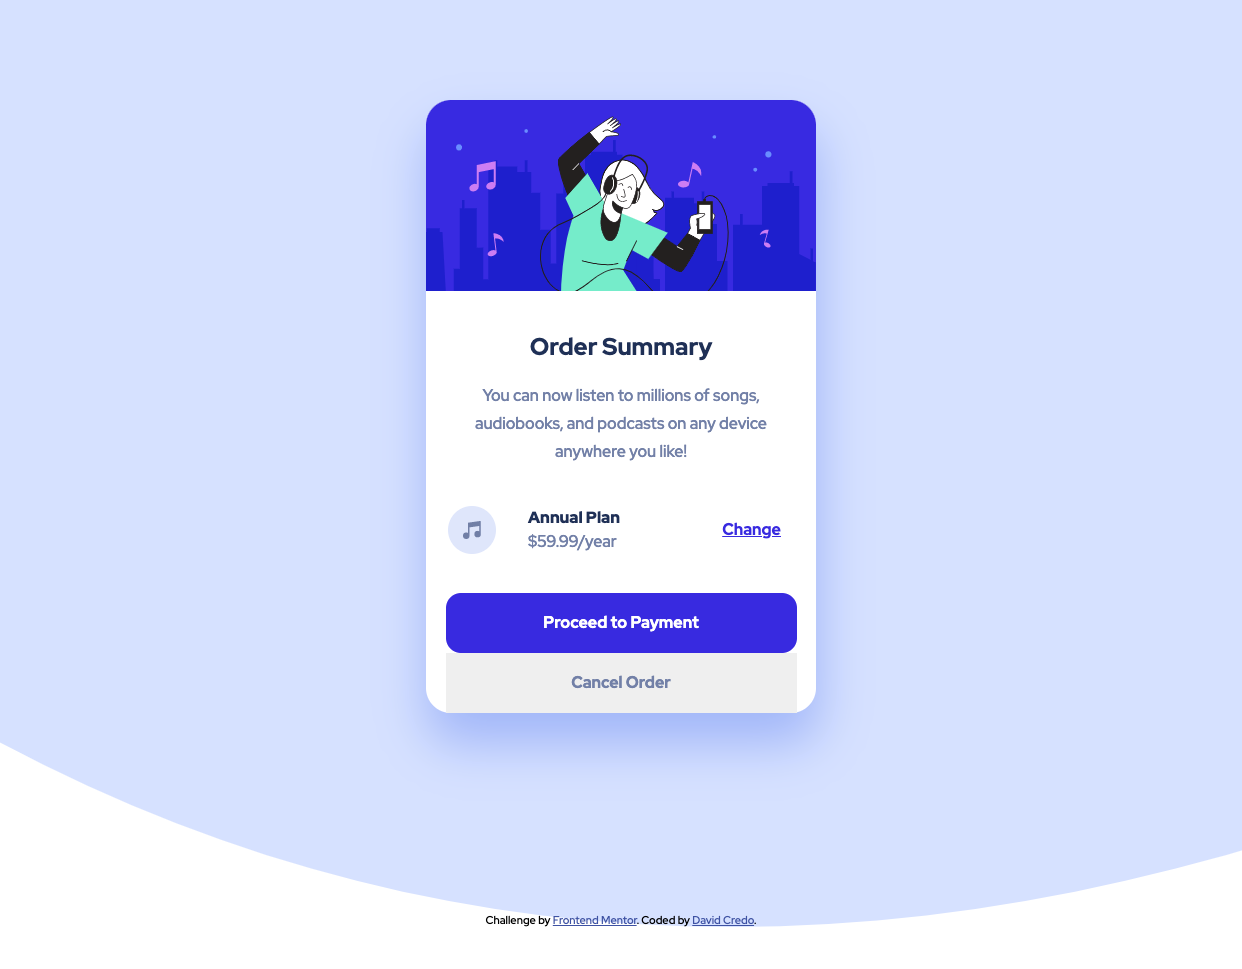 Order Summary
You can now listen to millions of songs,
audiobooks, and podcasts on any device
anywhere you like!
Annual Plan
$59.99/year
Change
Proceed to Payment
Cancel Order
Challenge by Frontend Mentor. Coded by David Credo.